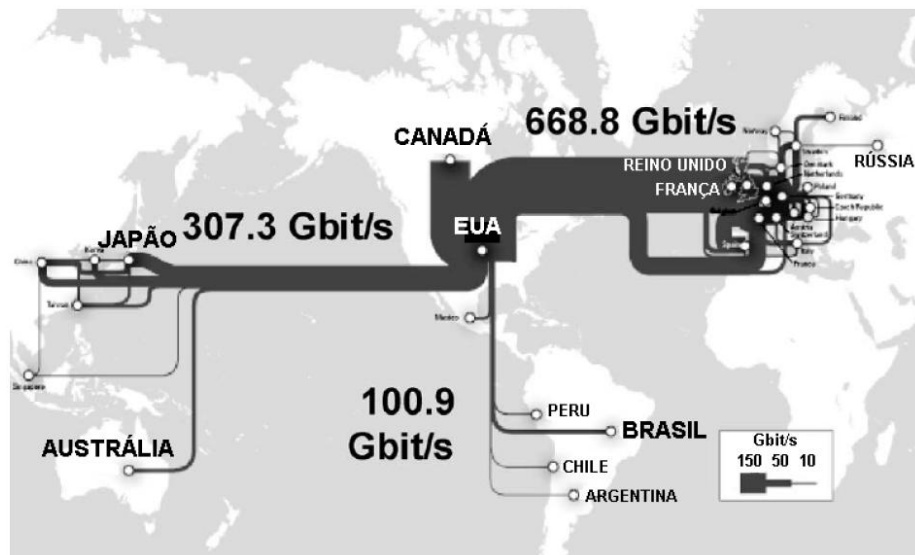 668.8 Gbit/s
CANADÁ
Norway
Finland
Sweden
REINO UNIDO
Denmark
RÚSSIA
Netherlands
FRANÇA
Poland
Germany
Czech Republic
Hungary
Austria
Switzerland
307.3 Gbit/s
EUA
JAPÃO
Korea
China
Spain
Italy
France
Taiwan
Mexico
Singapore
100.9
Gbit/s
PERU
BRASIL
AUSTRÁLIA
CHILE
ARGENTINA
Gbit/s
150 50 10